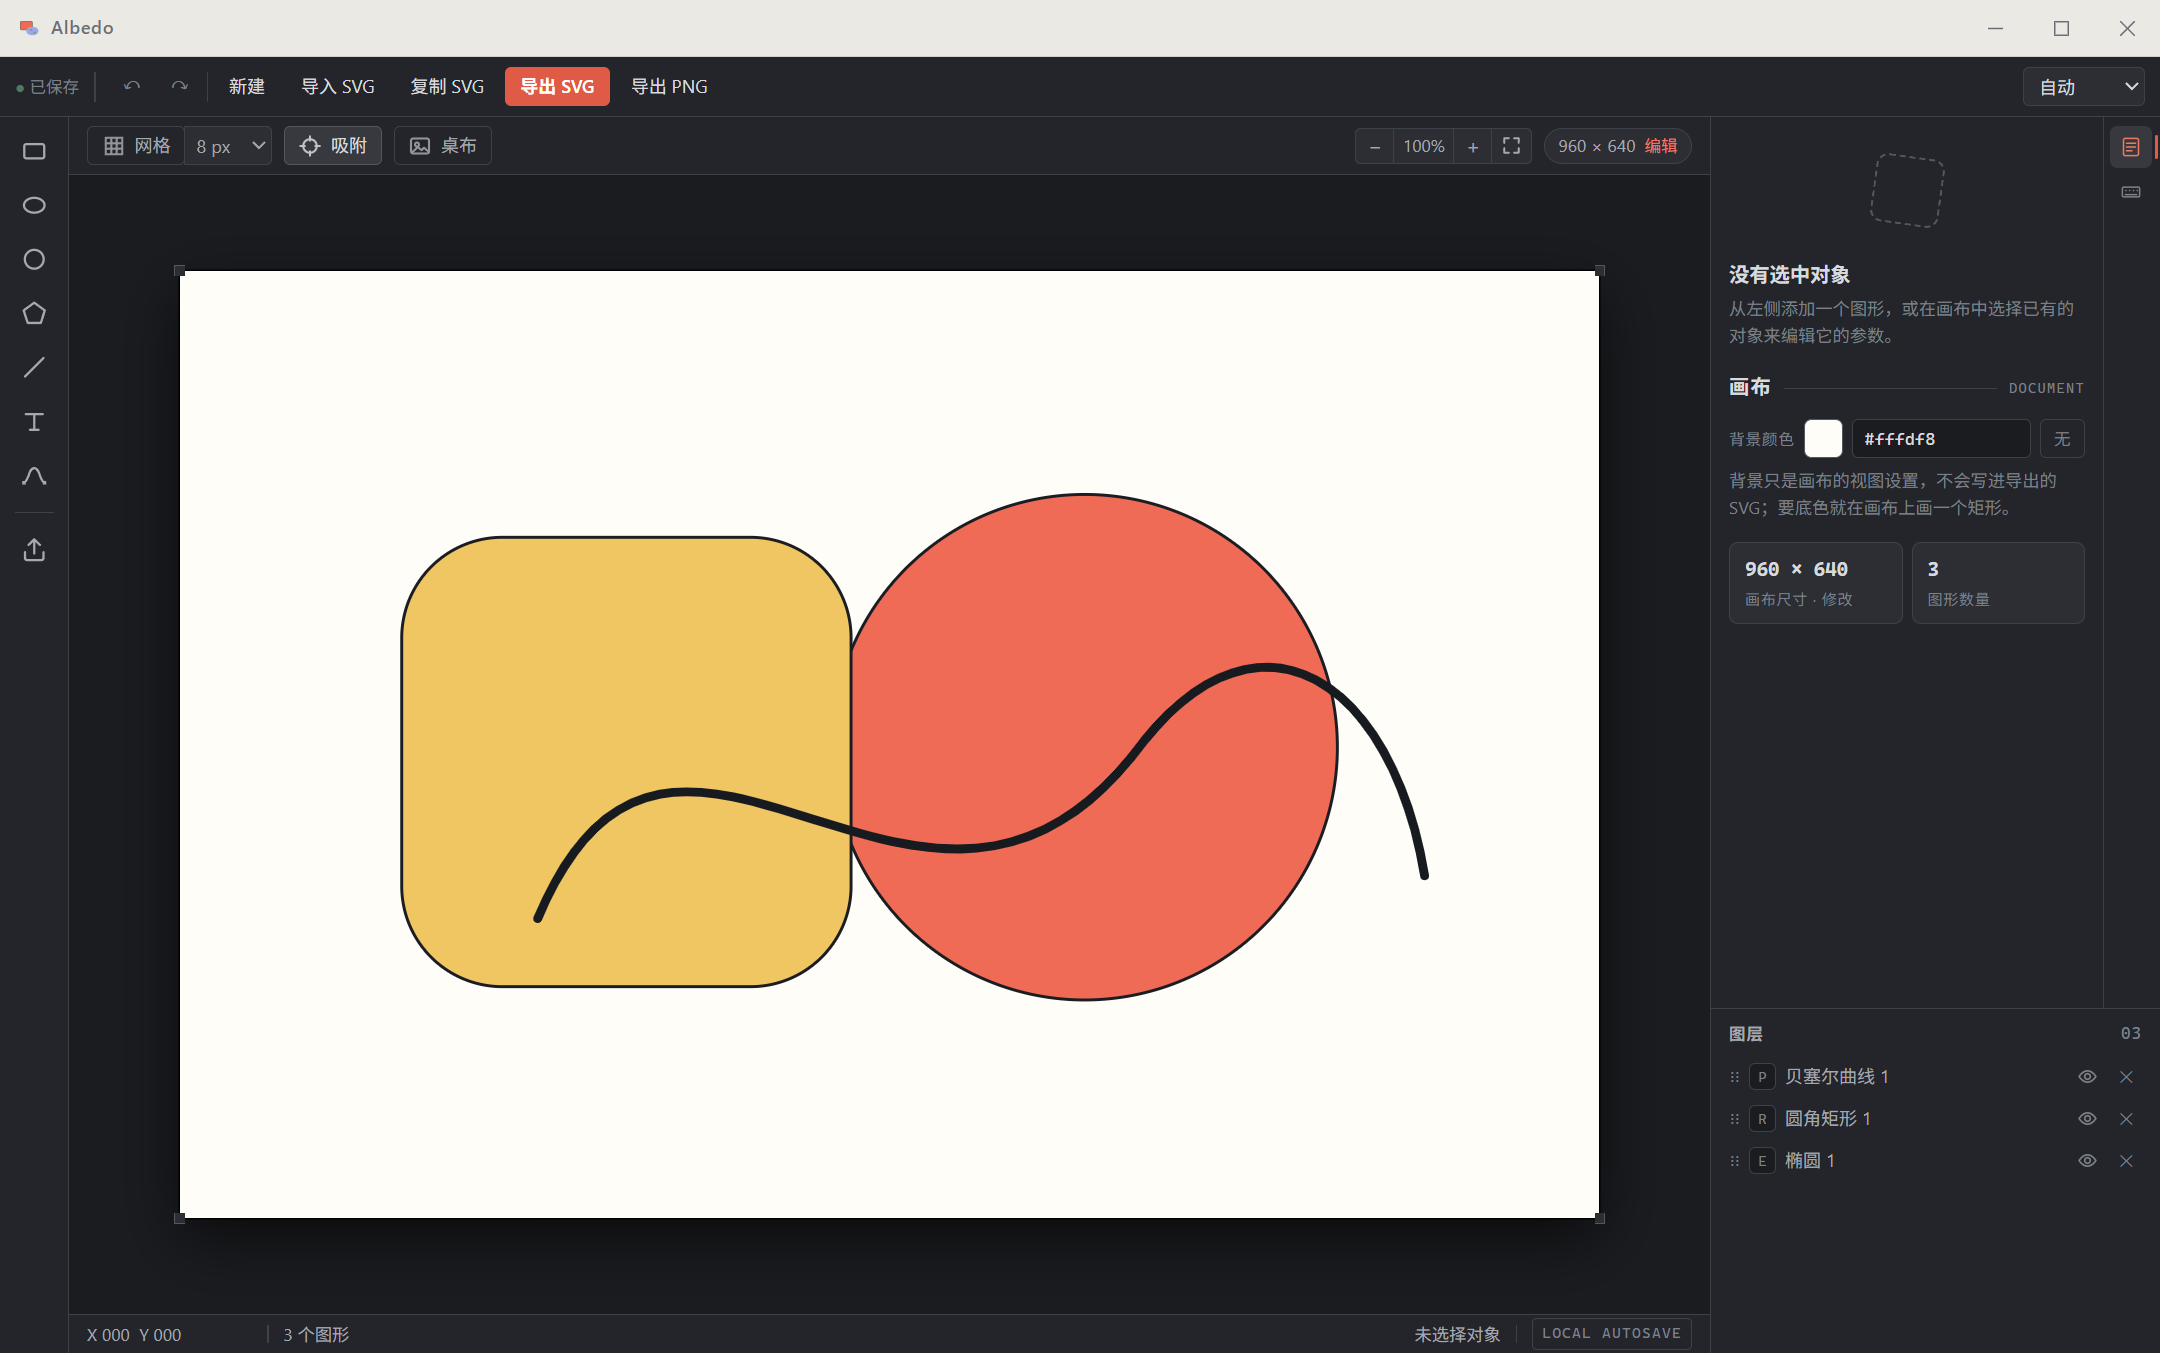 Albedo
已保存
新建
导入 SVG
复制 SVG
导出 SVG
导出 PNG
自动
网格
8 px
吸附
桌布
100%
960 × 640 编辑
没有选中对象
从左侧添加一个图形，或在画布中选择已有的
对象来编辑它的参数。
画布
DOCUMENT
背景颜色
#fffdf8
无
背景只是画布的视图设置，不会写进导出的
SVG；要底色就在画布上画一个矩形。
960 × 640
画布尺寸 · 修改
3
图形数量
图层
03
P 贝塞尔曲线 1
R 圆角矩形 1
E 椭圆 1
X 000 Y 000
3 个图形
未选择对象
LOCAL AUTOSAVE